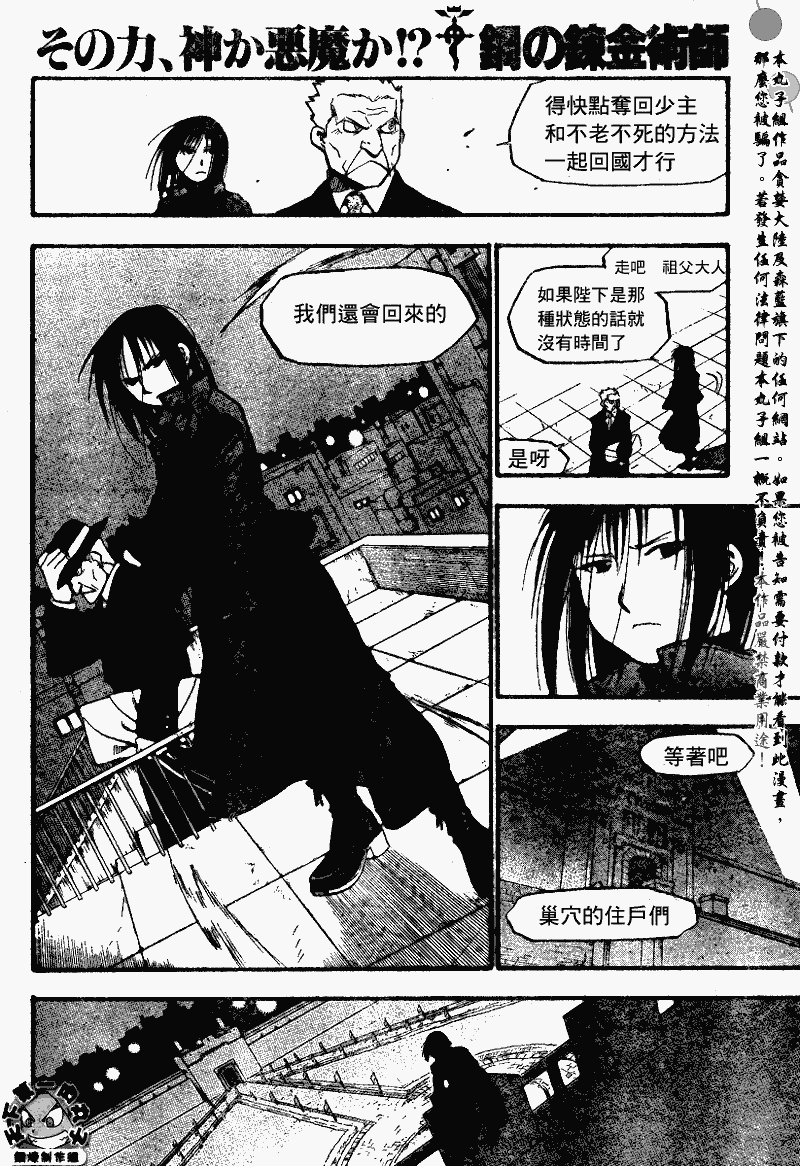 その力、神か悪魔か!? 鋼の錬金術師
得快點奪回少主
和不老不死的方法
一起回國才行
走吧 祖父大人
如果陛下是那
種狀態的話就
沒有時間了
是呀
我們還會回來的
等著吧
巢穴的住戶們
本丸子組作品貪婪大陸及森藍旗下的任何網站。如果您被告知需要付款才能看到此漫畫，
那麼您被騙了。若發生任何法律問題本丸子組一概不負責！本作品嚴禁商業用途！
鋼煉制作組